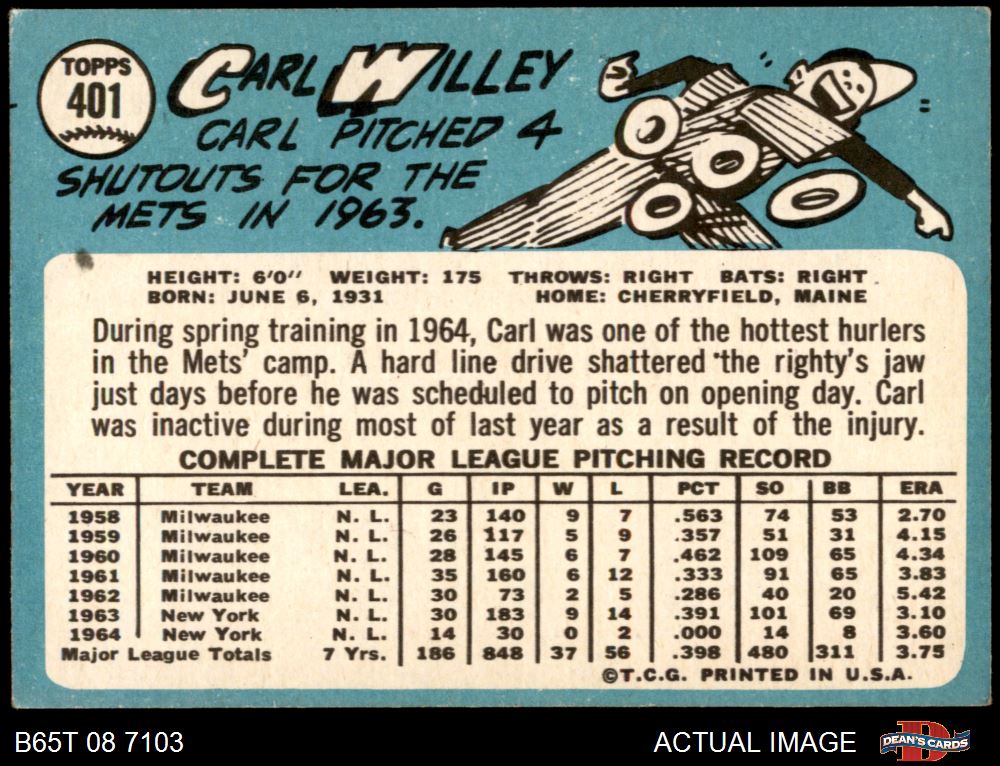 TOPPS
401
CARL WILLEY
CARL PITCHED 4
SHUTOUTS FOR THE
METS IN 1963.
HEIGHT: 6'0" WEIGHT: 175 THROWS: RIGHT BATS: RIGHT
BORN: JUNE 6, 1931 HOME: CHERRYFIELD, MAINE
During spring training in 1964, Carl was one of the hottest hurlers
in the Mets' camp. A hard line drive shattered the righty's jaw
just days before he was scheduled to pitch on opening day. Carl
was inactive during most of last year as a result of the injury.
COMPLETE MAJOR LEAGUE PITCHING RECORD
YEAR TEAM LEA. G IP W L PCT SO BB ERA
1958 Milwaukee N. L. 23 140 9 7 .563 74 53 2.70
1959 Milwaukee N. L. 26 117 5 9 .357 51 31 4.15
1960 Milwaukee N. L. 28 145 6 7 .462 109 65 4.34
1961 Milwaukee N. L. 35 160 6 12 .333 91 65 3.83
1962 Milwaukee N. L. 30 73 2 5 .286 40 20 5.42
1963 New York N. L. 30 183 9 14 .391 101 69 3.10
1964 New York N. L. 14 30 0 2 .000 14 8 3.60
Major League Totals 7 Yrs. 186 848 37 56 .398 480 311 3.75
©T.C.G. PRINTED IN U.S.A.
B65T 08 7103 ACTUAL IMAGE
DEAN'S CARDS